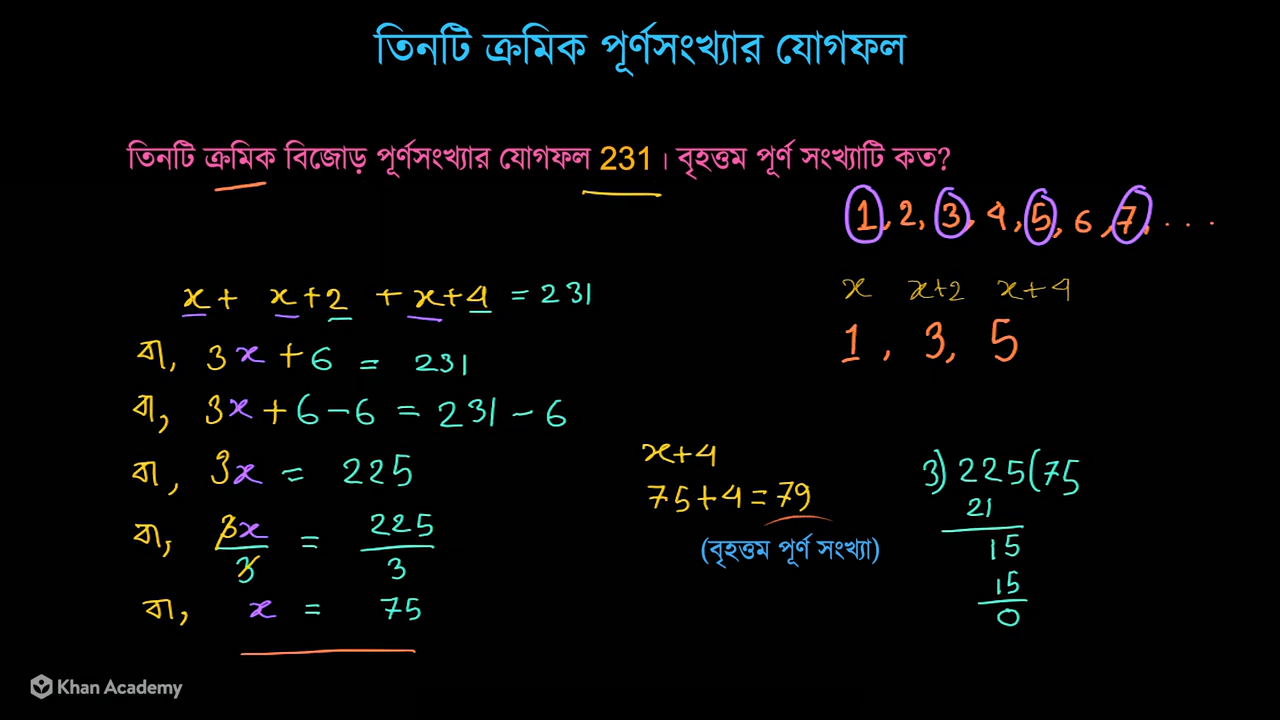 তিনটি ক্রমিক পূর্ণসংখ্যার যোগফল
তিনটি ক্রমিক বিজোড় পূর্ণসংখ্যার যোগফল 231। বৃহত্তম পূর্ণ সংখ্যাটি কত?
1, 2, 3, 4, 5, 6, 7, ...
x x+2 x+4
1, 3, 5
x + x+2 + x+4 = 231
বা, 3x + 6 = 231
বা, 3x + 6 - 6 = 231 - 6
বা, 3x = 225
বা, 3x/3 = 225/3
বা, x = 75
x+4
75+4 = 79
(বৃহত্তম পূর্ণ সংখ্যা)
3) 225 (75
21
15
15
0
Khan Academy